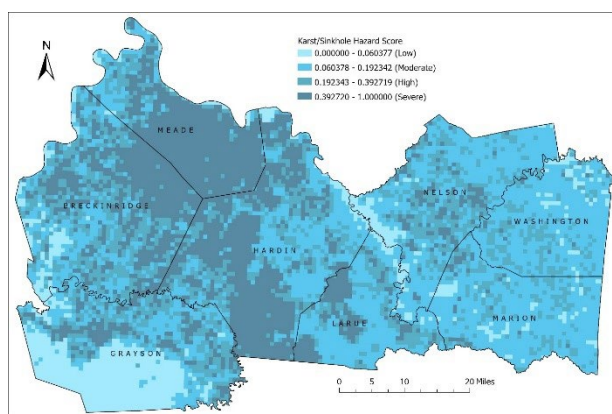 N
Karst/Sinkhole Hazard Score
0.000000 - 0.060377 (Low)
0.060378 - 0.192342 (Moderate)
0.192343 - 0.392719 (High)
0.392720 - 1.000000 (Severe)
MEADE
BRECKINRIDGE
NELSON
WASHINGTON
HARDIN
LARUE
MARION
GRAYSON
0 5 10 20 Miles